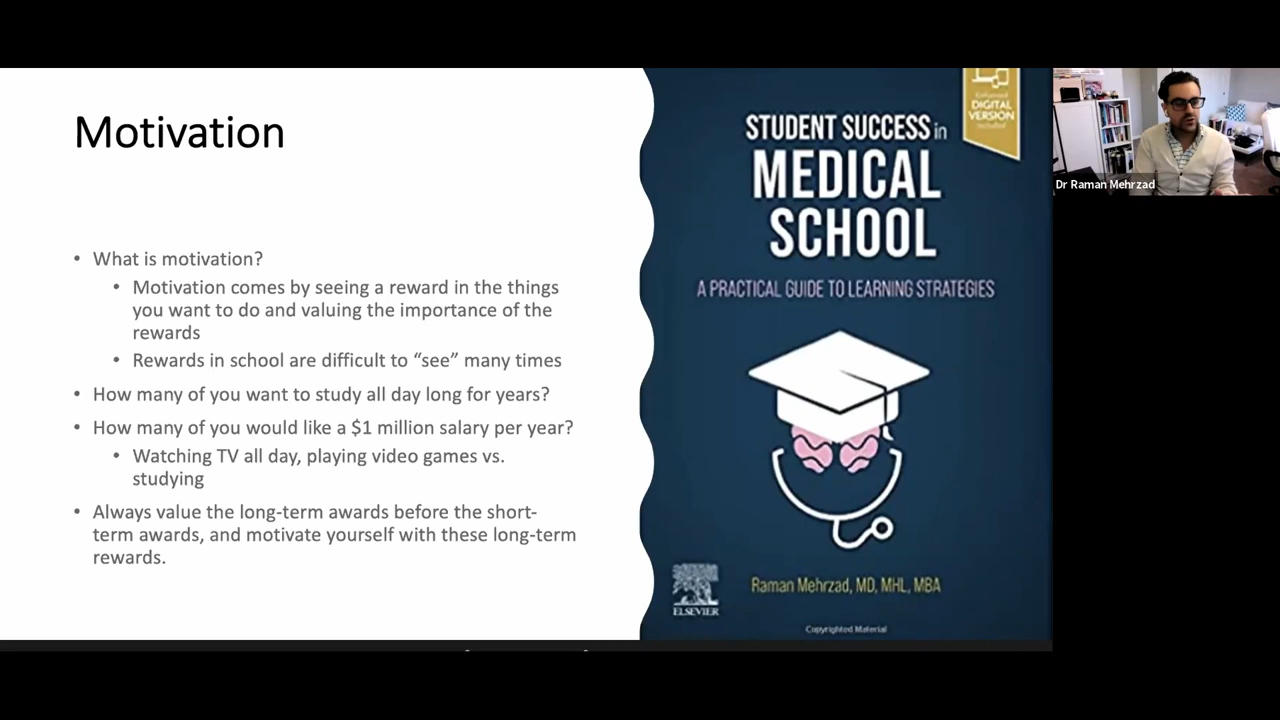 Motivation
• What is motivation?
• Motivation comes by seeing a reward in the things
you want to do and valuing the importance of the
rewards
• Rewards in school are difficult to “see” many times
• How many of you want to study all day long for years?
• How many of you would like a $1 million salary per year?
• Watching TV all day, playing video games vs.
studying
• Always value the long-term awards before the short-
term awards, and motivate yourself with these long-term
rewards.
Enhanced
DIGITAL
VERSION
Included
STUDENT SUCCESS in
MEDICAL
SCHOOL
A PRACTICAL GUIDE TO LEARNING STRATEGIES
Raman Mehrzad, MD, MHL, MBA
ELSEVIER
Copyrighted Material
Dr Raman Mehrzad